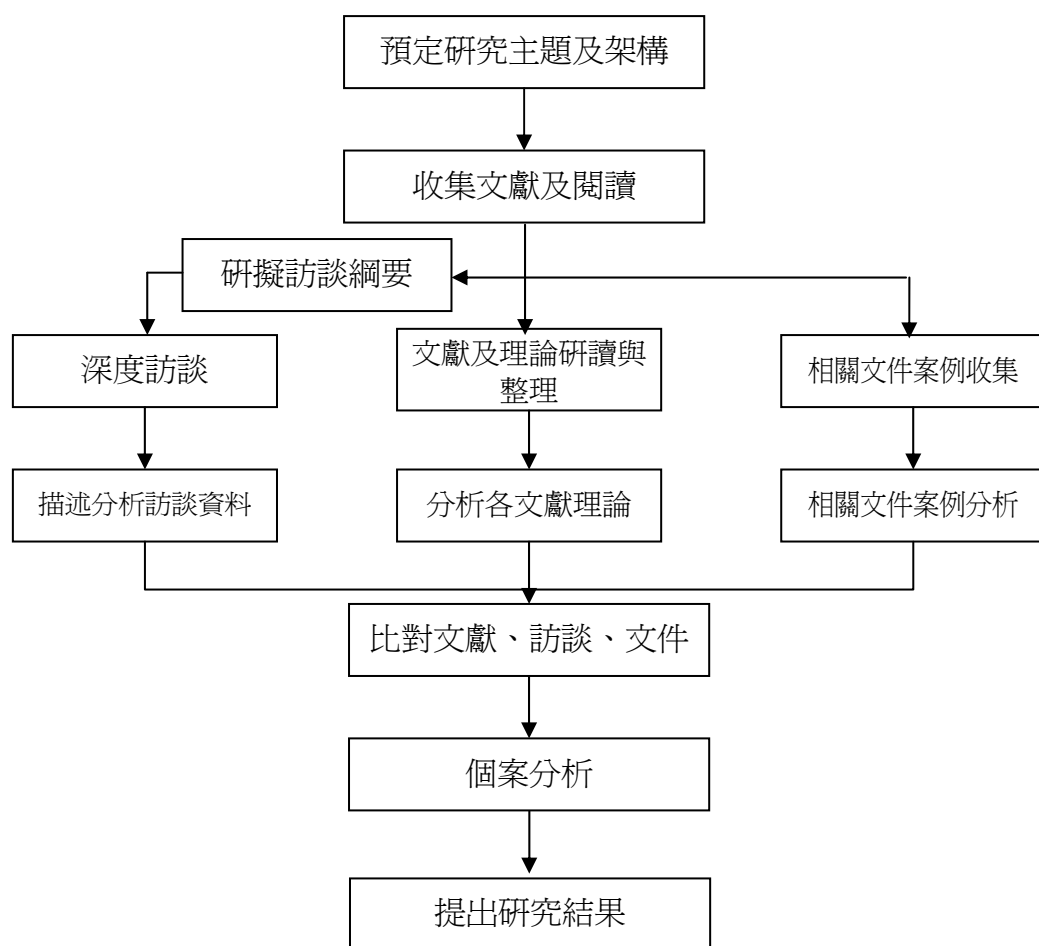 預定研究主題及架構
收集文獻及閱讀
研擬訪談綱要
深度訪談
文獻及理論研讀與
整理
相關文件案例收集
描述分析訪談資料
分析各文獻理論
相關文件案例分析
比對文獻、訪談、文件
個案分析
提出研究結果